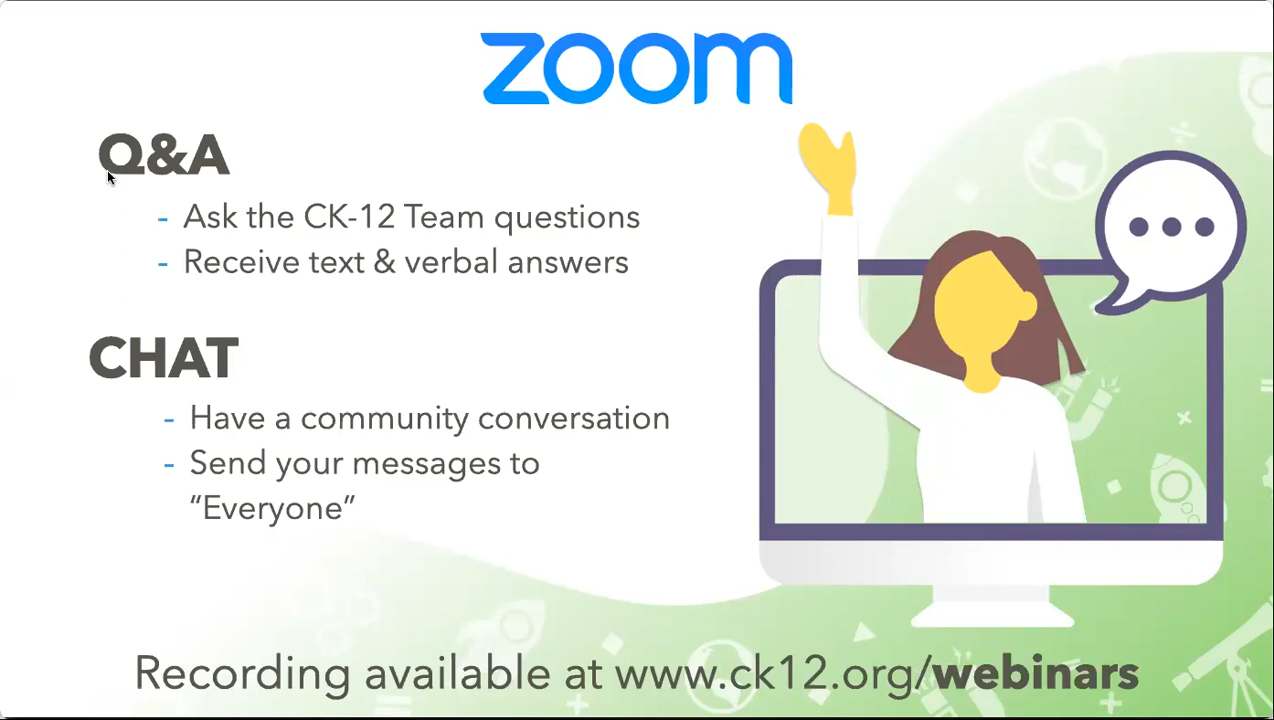 zoom
Q&A
- Ask the CK-12 Team questions
- Receive text & verbal answers
CHAT
- Have a community conversation
- Send your messages to
“Everyone”
Recording available at www.ck12.org/webinars